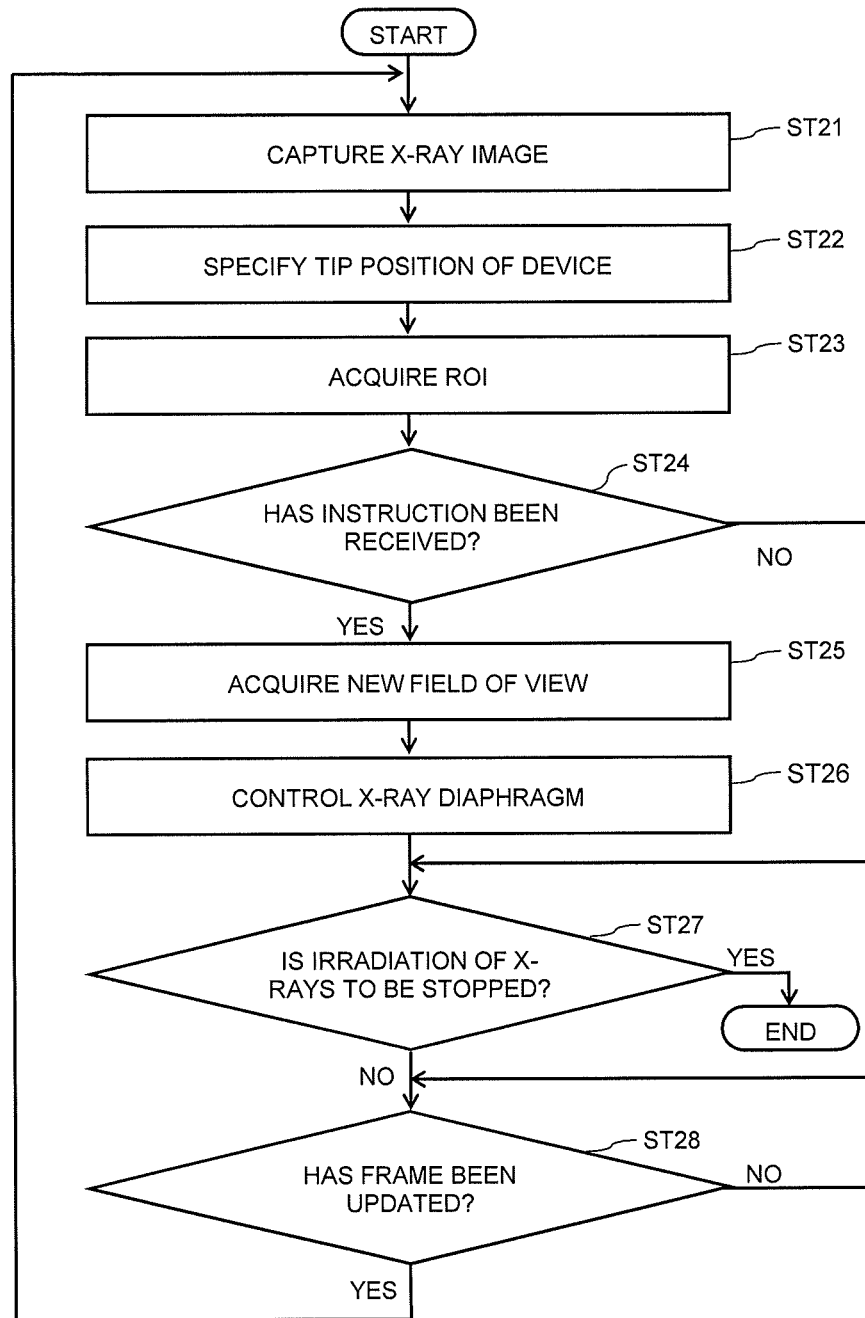 START
CAPTURE X-RAY IMAGE
ST21
SPECIFY TIP POSITION OF DEVICE
ST22
ACQUIRE ROI
ST23
HAS INSTRUCTION BEEN
RECEIVED?
ST24
NO
YES
ACQUIRE NEW FIELD OF VIEW
ST25
CONTROL X-RAY DIAPHRAGM
ST26
IS IRRADIATION OF X-
RAYS TO BE STOPPED?
ST27
YES
END
NO
HAS FRAME BEEN
UPDATED?
ST28
NO
YES